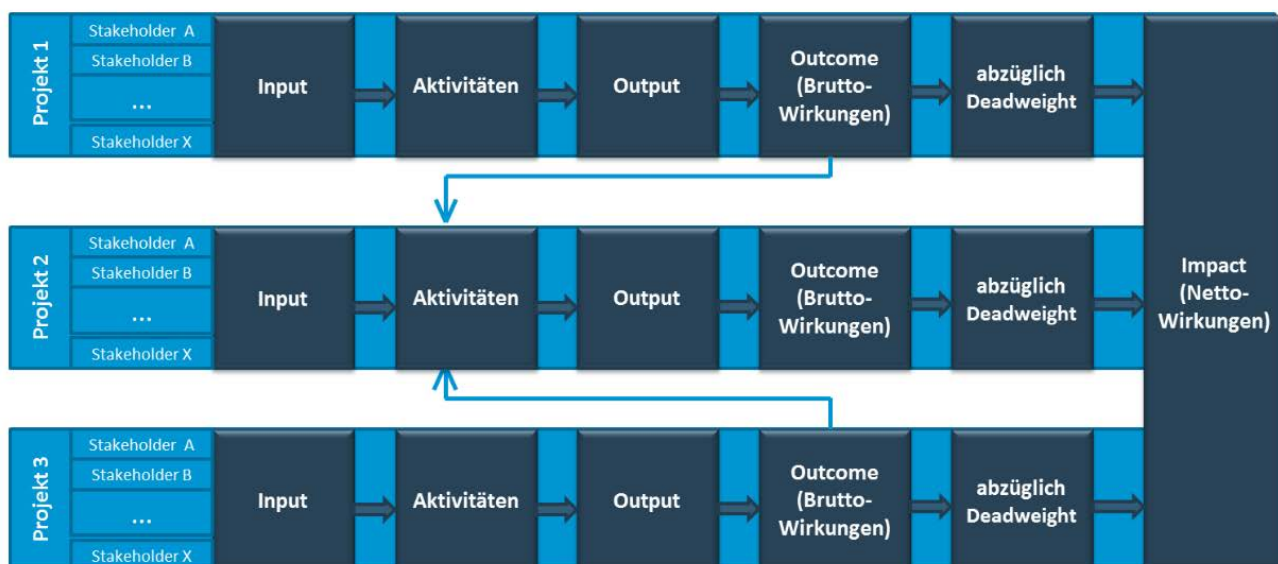 Projekt 1
Stakeholder A
Stakeholder B
...
Stakeholder X
Input
Aktivitäten
Output
Outcome
(Brutto-
Wirkungen)
abzüglich
Deadweight
Projekt 2
Stakeholder A
Stakeholder B
...
Stakeholder X
Input
Aktivitäten
Output
Outcome
(Brutto-
Wirkungen)
abzüglich
Deadweight
Impact
(Netto-
Wirkungen)
Projekt 3
Stakeholder A
Stakeholder B
...
Stakeholder X
Input
Aktivitäten
Output
Outcome
(Brutto-
Wirkungen)
abzüglich
Deadweight